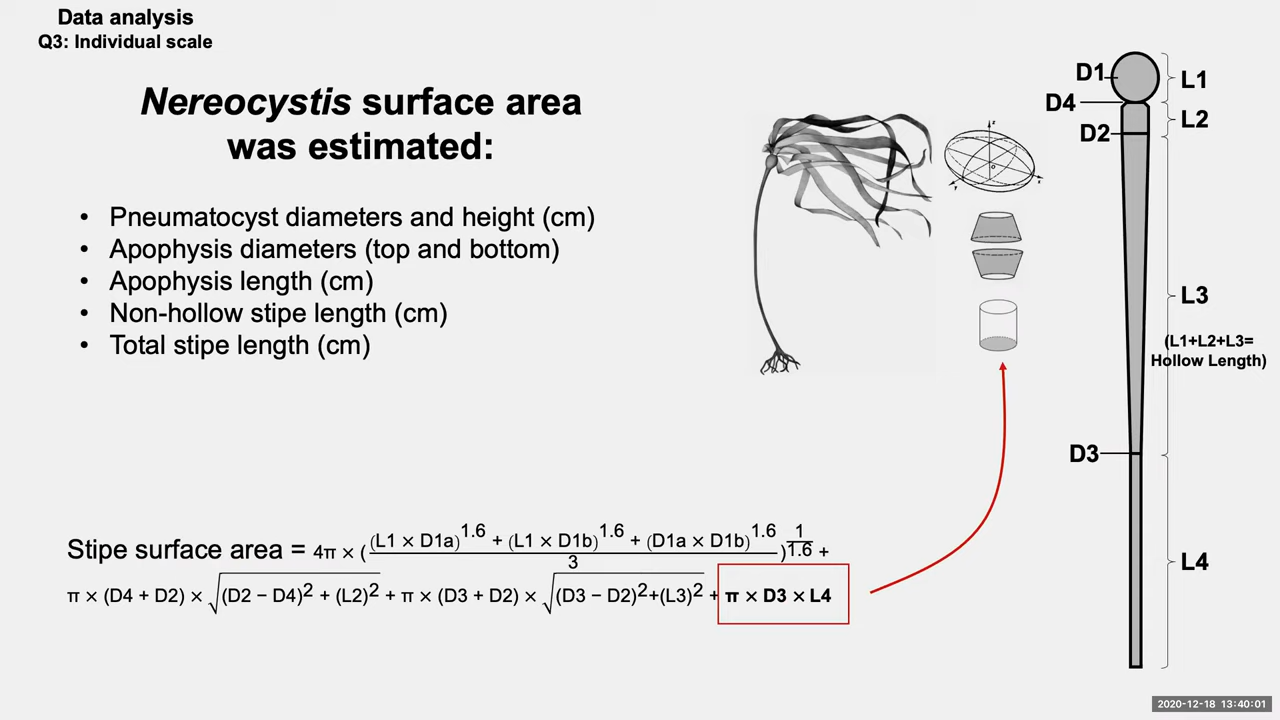 Data analysis
Q3: Individual scale
Nereocystis surface area
was estimated:
• Pneumatocyst diameters and height (cm)
• Apophysis diameters (top and bottom)
• Apophysis length (cm)
• Non-hollow stipe length (cm)
• Total stipe length (cm)
D1
L1
D4
L2
D2
L3
(L1+L2+L3=
Hollow Length)
D3
L4
Stipe surface area = 4π × ( ((L1 × D1a)^1.6 + (L1 × D1b)^1.6 + (D1a × D1b)^1.6) / 3 )^(1/1.6) +
π × (D4 + D2) × √((D2 − D4)² + (L2)²) + π × (D3 + D2) × √((D3 − D2)²+(L3)²) + π × D3 × L4
2020-12-18 13:40:01